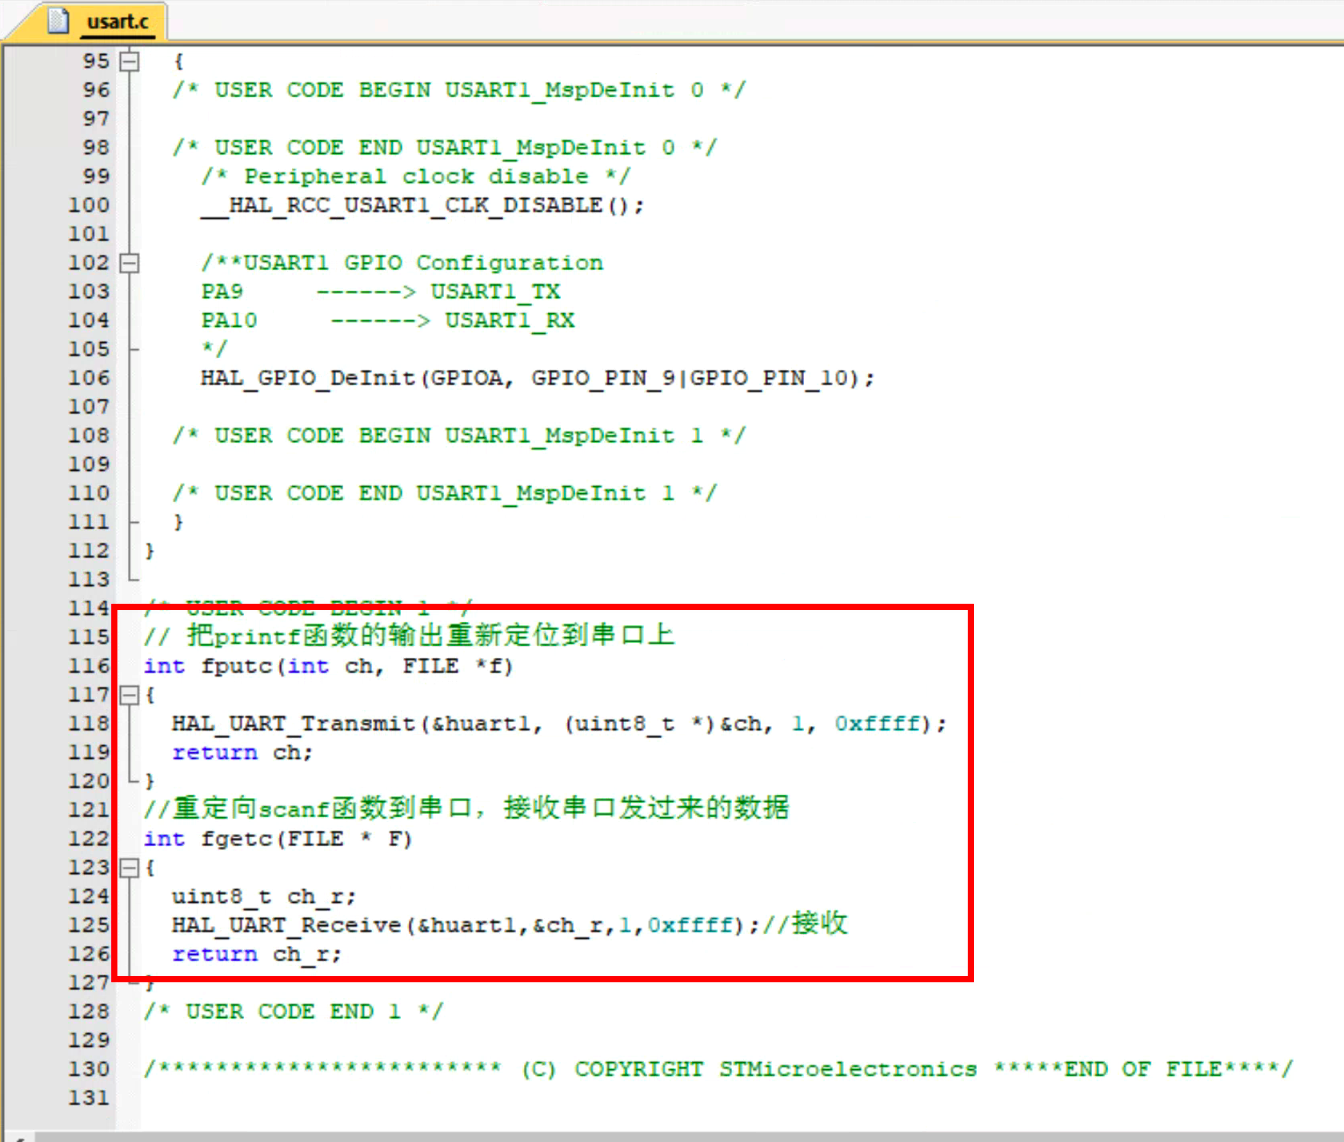 usart.c
95 {
96 /* USER CODE BEGIN USART1_MspDeInit 0 */
97
98 /* USER CODE END USART1_MspDeInit 0 */
99 /* Peripheral clock disable */
100 __HAL_RCC_USART1_CLK_DISABLE();
101
102 /**USART1 GPIO Configuration
103 PA9 ------> USART1_TX
104 PA10 ------> USART1_RX
105 */
106 HAL_GPIO_DeInit(GPIOA, GPIO_PIN_9|GPIO_PIN_10);
107
108 /* USER CODE BEGIN USART1_MspDeInit 1 */
109
110 /* USER CODE END USART1_MspDeInit 1 */
111 }
112 }
113
114 /* USER CODE BEGIN 1 */
115 // 把printf函数的输出重新定位到串口上
116 int fputc(int ch, FILE *f)
117 {
118 HAL_UART_Transmit(&huart1, (uint8_t *)&ch, 1, 0xffff);
119 return ch;
120 }
121 //重定向scanf函数到串口，接收串口发过来的数据
122 int fgetc(FILE * F)
123 {
124 uint8_t ch_r;
125 HAL_UART_Receive(&huart1,&ch_r,1,0xffff);//接收
126 return ch_r;
127 }
128 /* USER CODE END 1 */
129
130 /************************ (C) COPYRIGHT STMicroelectronics *****END OF FILE****/
131